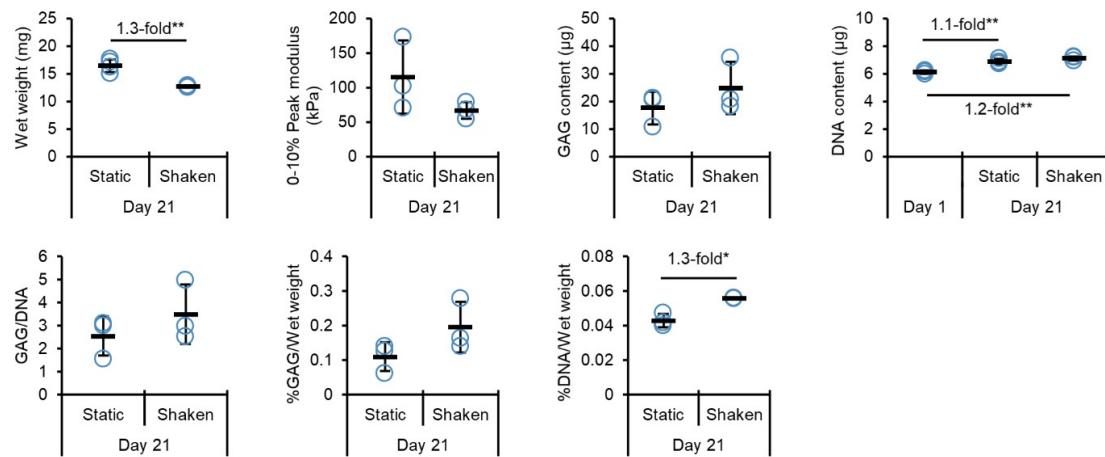 Wet weight (mg)
25
20
15
10
5
0
1.3-fold**
Static
Shaken
Day 21
0-10% Peak modulus
(kPa)
200
150
100
50
0
Static
Shaken
Day 21
GAG content (µg)
50
40
30
20
10
0
Static
Shaken
Day 21
DNA content (µg)
10
8
6
4
2
0
1.1-fold**
1.2-fold**
Static
Shaken
Day 1
Day 21
GAG/DNA
6
5
4
3
2
1
0
Static
Shaken
Day 21
%GAG/Wet weight
0.4
0.3
0.2
0.1
0
Static
Shaken
Day 21
%DNA/Wet weight
0.08
0.06
0.04
0.02
0
1.3-fold*
Static
Shaken
Day 21